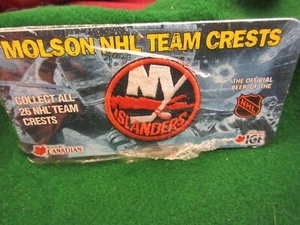 MOLSON NHL TEAM CRESTS
NY
ISLANDERS
COLLECT ALL
26 NHL TEAM
CRESTS
THE OFFICIAL
BEER OF THE
NHL
CANADIAN
ICE